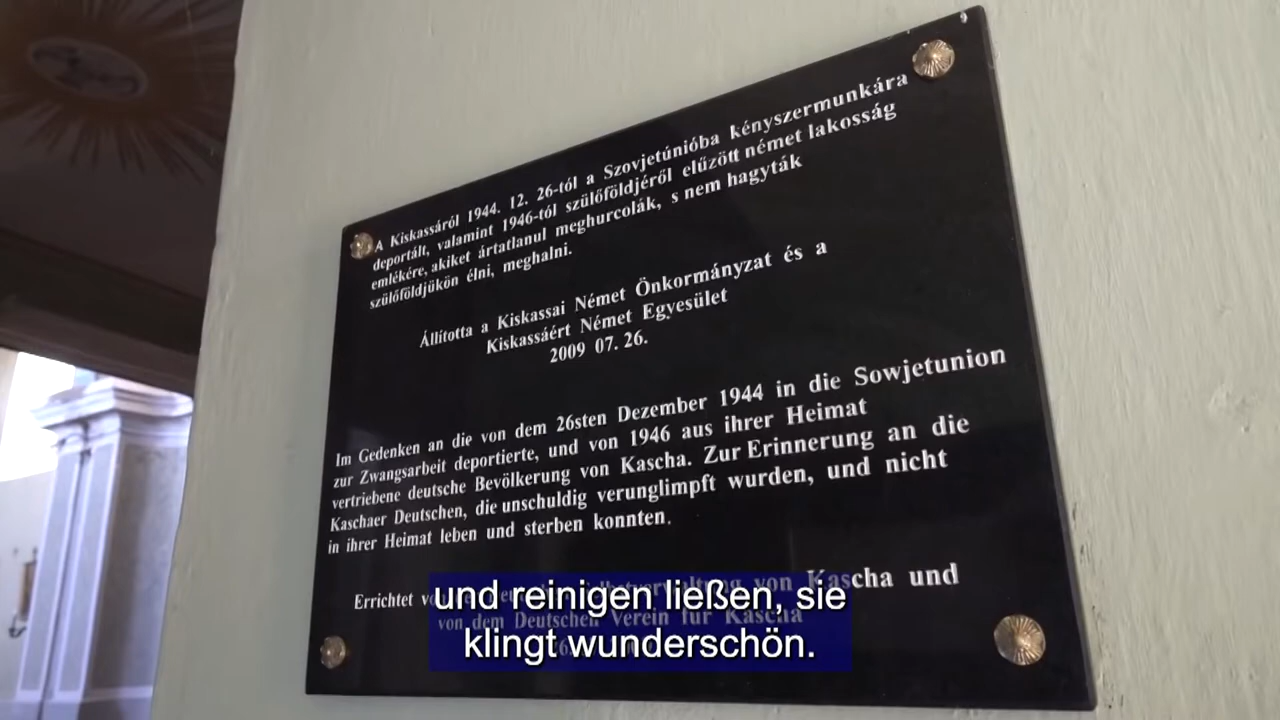 A Kiskassáról 1944. 12. 26-tól a Szovjetúnióba kényszermunkára
deportált, valamint 1946-tól szülőföldjéről elűzött német lakosság
emlékére, akiket ártatlanul meghurcolák, s nem hagyták
szülőföldjükön élni, meghalni.
Állította a Kiskassai Német Önkormányzat és a
Kiskassáért Német Egyesület
2009 07. 26.
Im Gedenken an die von dem 26sten Dezember 1944 in die Sowjetunion
zur Zwangsarbeit deportierte, und von 1946 aus ihrer Heimat
vertriebene deutsche Bevölkerung von Kascha. Zur Erinnerung an die
Kaschaer Deutschen, die unschuldig verunglimpft wurden, und nicht
in ihrer Heimat leben und sterben konnten.
Errichtet von Kascha und
von dem Deutschen Verein für Kascha
und reinigen ließen, sie
klingt wunderschön.